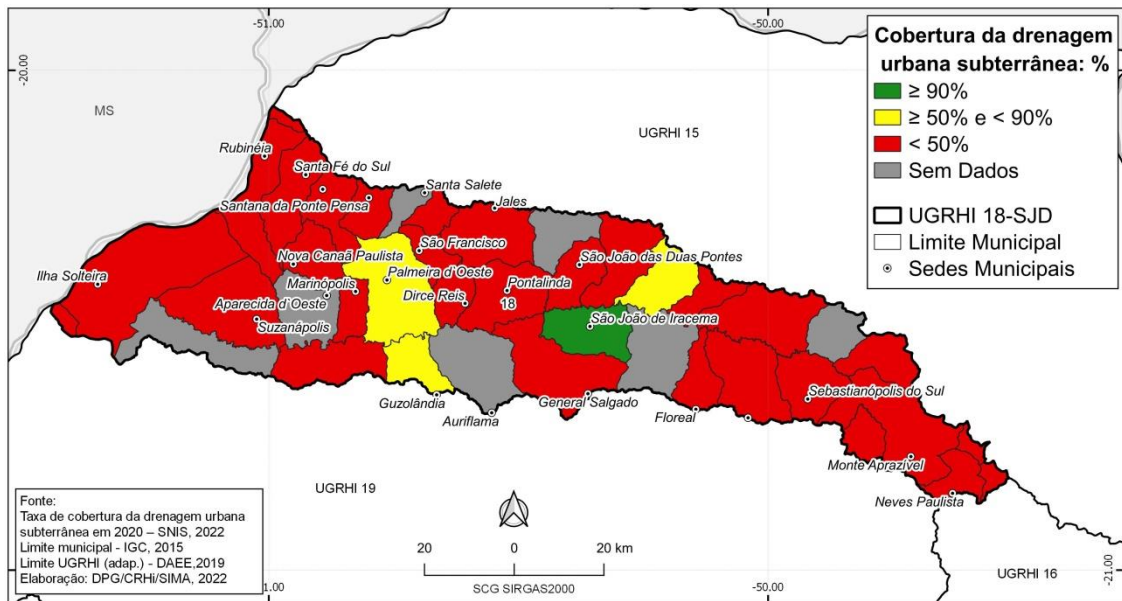 -51.00
-50.00
-20.00
MS
UGRHI 15
Cobertura da drenagem
urbana subterrânea: %
≥ 90%
≥ 50% e < 90%
< 50%
Sem Dados
UGRHI 18-SJD
Limite Municipal
Sedes Municipais
Rubinéia
Santa Fé do Sul
Santana da Ponte Pensa
Santa Salete
Jales
São Francisco
Nova Canaã Paulista
São João das Duas Pontes
Ilha Solteira
Palmeira d`Oeste
Marinópolis
Pontalinda
Dirce Reis
18
Aparecida d`Oeste
Suzanápolis
São João de Iracema
Guzolândia
Auriflama
General Salgado
Floreal
Sebastianópolis do Sul
Monte Aprazível
Neves Paulista
UGRHI 19
UGRHI 16
Fonte:
Taxa de cobertura da drenagem urbana
subterrânea em 2020 – SNIS, 2022
Limite municipal - IGC, 2015
Limite UGRHI (adap.) - DAEE,2019
Elaboração: DPG/CRHi/SIMA, 2022
20 0 20 km
SCG SIRGAS2000
1.00
-50.00
-21.00